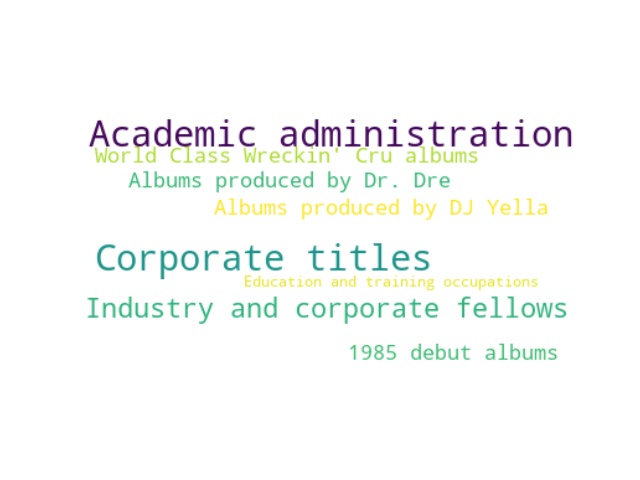 Academic administration
World Class Wreckin' Cru albums
Albums produced by Dr. Dre
Albums produced by DJ Yella
Corporate titles
Education and training occupations
Industry and corporate fellows
1985 debut albums